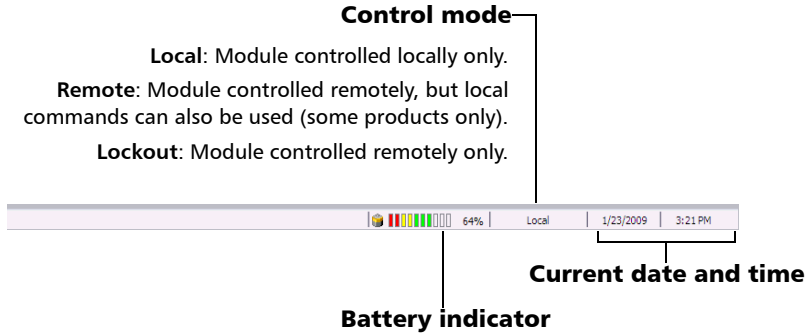 Control mode
Local: Module controlled locally only.
Remote: Module controlled remotely, but local
commands can also be used (some products only).
Lockout: Module controlled remotely only.
64% Local 1/23/2009 3:21 PM
Current date and time
Battery indicator